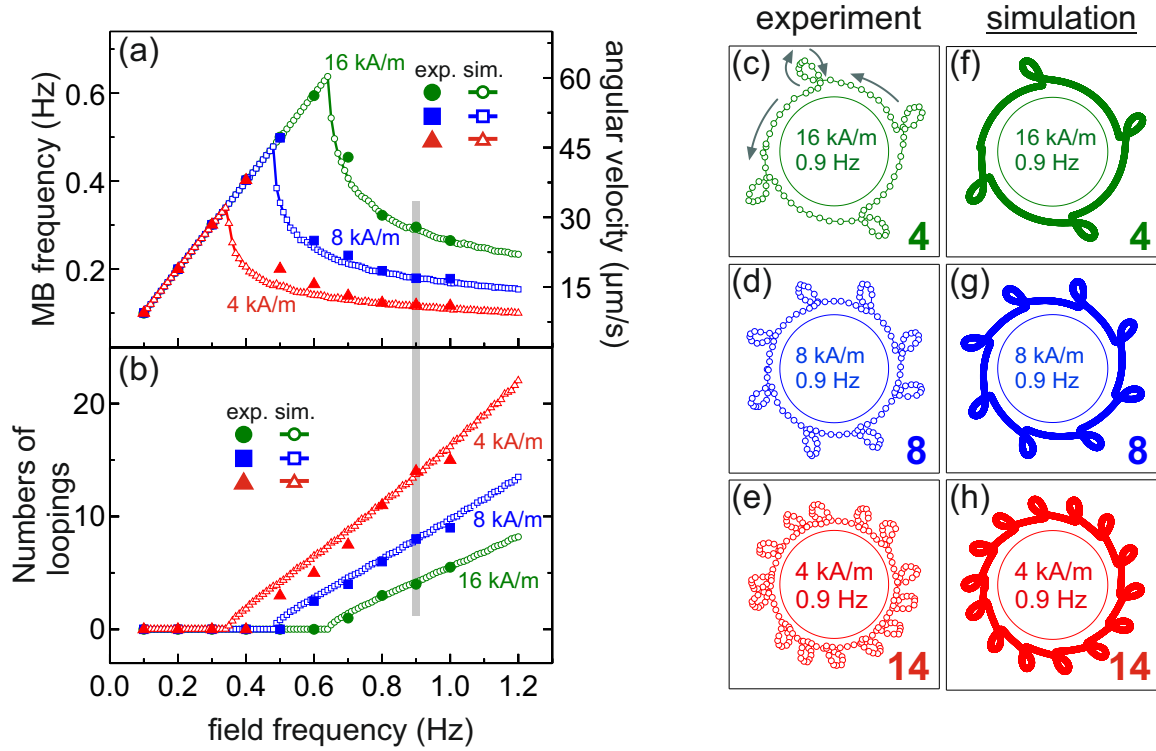 (a)
16 kA/m
exp. sim.
8 kA/m
4 kA/m
MB frequency (Hz)
0.6
0.4
0.2
angular velocity (µm/s)
60
45
30
15
(b)
exp. sim.
4 kA/m
8 kA/m
16 kA/m
Numbers of
loopings
20
10
0
0.0 0.2 0.4 0.6 0.8 1.0 1.2
field frequency (Hz)
experiment
simulation
(c)
16 kA/m
0.9 Hz
4
(f)
16 kA/m
0.9 Hz
4
(d)
8 kA/m
0.9 Hz
8
(g)
8 kA/m
0.9 Hz
8
(e)
4 kA/m
0.9 Hz
14
(h)
4 kA/m
0.9 Hz
14